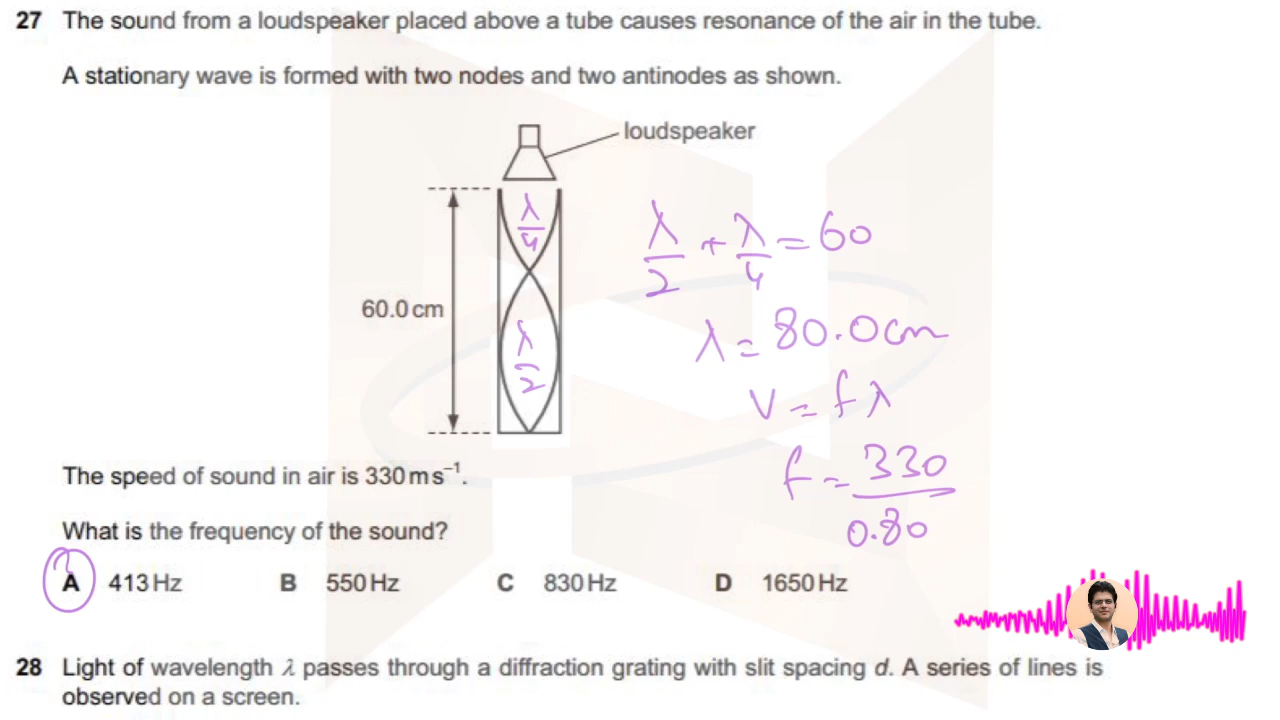 27 The sound from a loudspeaker placed above a tube causes resonance of the air in the tube.
A stationary wave is formed with two nodes and two antinodes as shown.
loudspeaker
λ/4
λ/2 + λ/4 = 60
60.0 cm
λ/2
λ = 80.0 cm
v = fλ
f = 330/0.80
The speed of sound in air is 330 m s⁻¹.
What is the frequency of the sound?
A 413 Hz B 550 Hz C 830 Hz D 1650 Hz
28 Light of wavelength λ passes through a diffraction grating with slit spacing d. A series of lines is
observed on a screen.